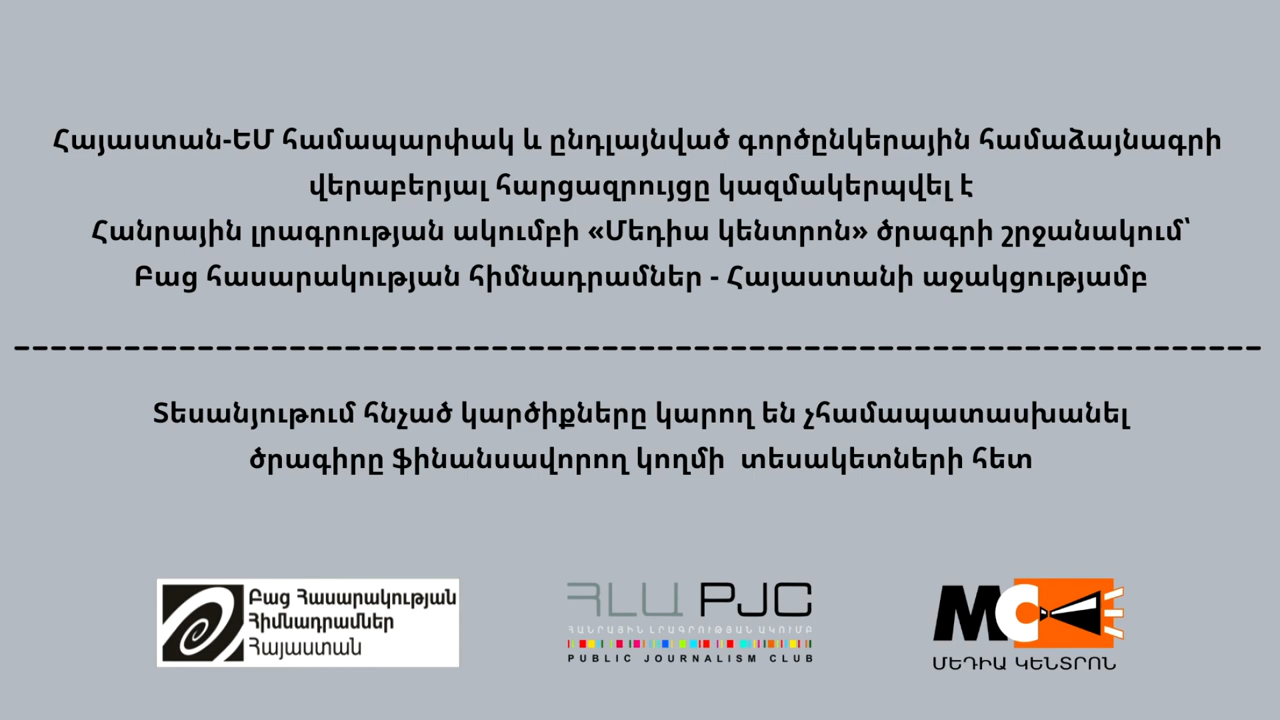 Հայաստան-ԵՄ համապարփակ և ընդլայնված գործընկերային համաձայնագրի
վերաբերյալ հարցազրույցը կազմակերպվել է
Հանրային լրագրության ակումբի «Մեդիա կենտրոն» ծրագրի շրջանակում՝
Բաց հասարակության հիմնադրամներ - Հայաստանի աջակցությամբ
Տեսանյութում հնչած կարծիքները կարող են չհամապատասխանել
ծրագիրը ֆինանսավորող կողմի տեսակետների հետ
Բաց Հասարակության
Հիմնադրամներ
Հայաստան
ՀԼԱ PJC
ՀԱՆՐԱՅԻՆ ԼՐԱԳՐՈՒԹՅԱՆ ԱԿՈՒՄԲ
PUBLIC JOURNALISM CLUB
MC
ՄԵԴԻԱ ԿԵՆՏՐՈՆ